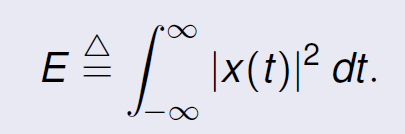 E ≜ ∫_{-∞}^{∞} |x(t)|² dt.